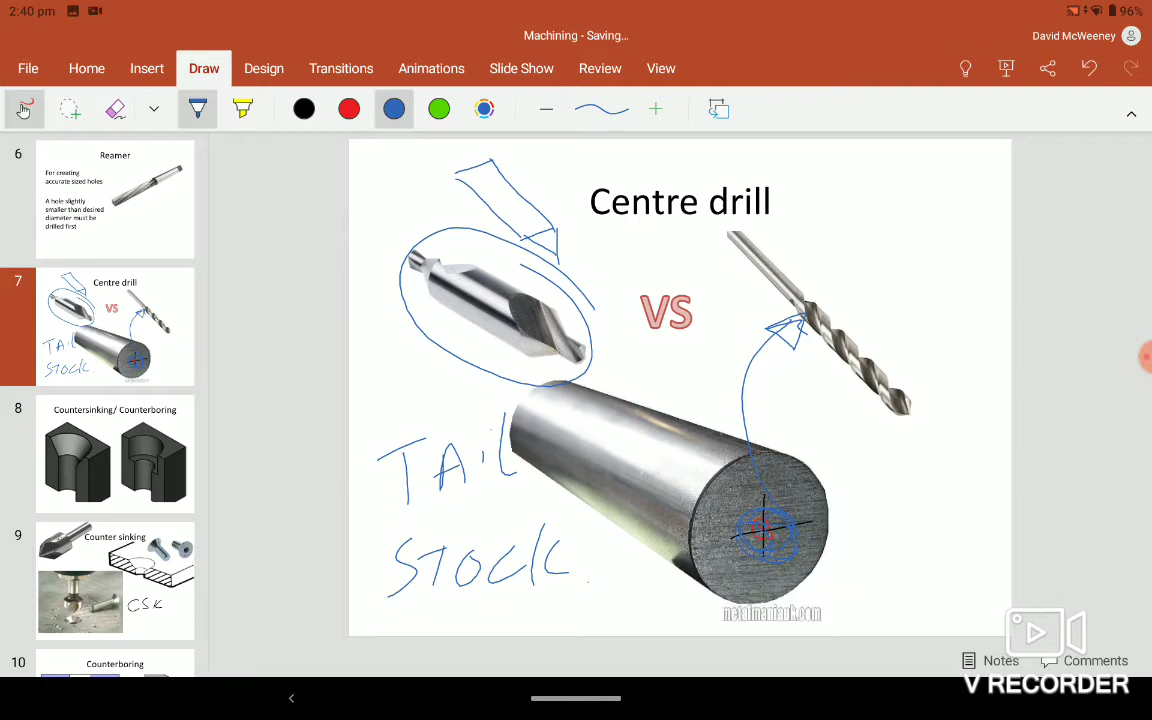 2:40 pm
96%
Machining - Saving...
David McWeeney
File
Home
Insert
Draw
Design
Transitions
Animations
Slide Show
Review
View
6
Reamer
For creating
accurate sized holes
A hole slightly
smaller than desired
diameter must be
drilled first
7
Centre drill
VS
TAil
STOCK
8
Countersinking/ Counterboring
9
Counter sinking
CSK
10
Counterboring
Centre drill
VS
TAil
STOCK.
metalmaniauk.com
Notes
Comments
V RECORDER